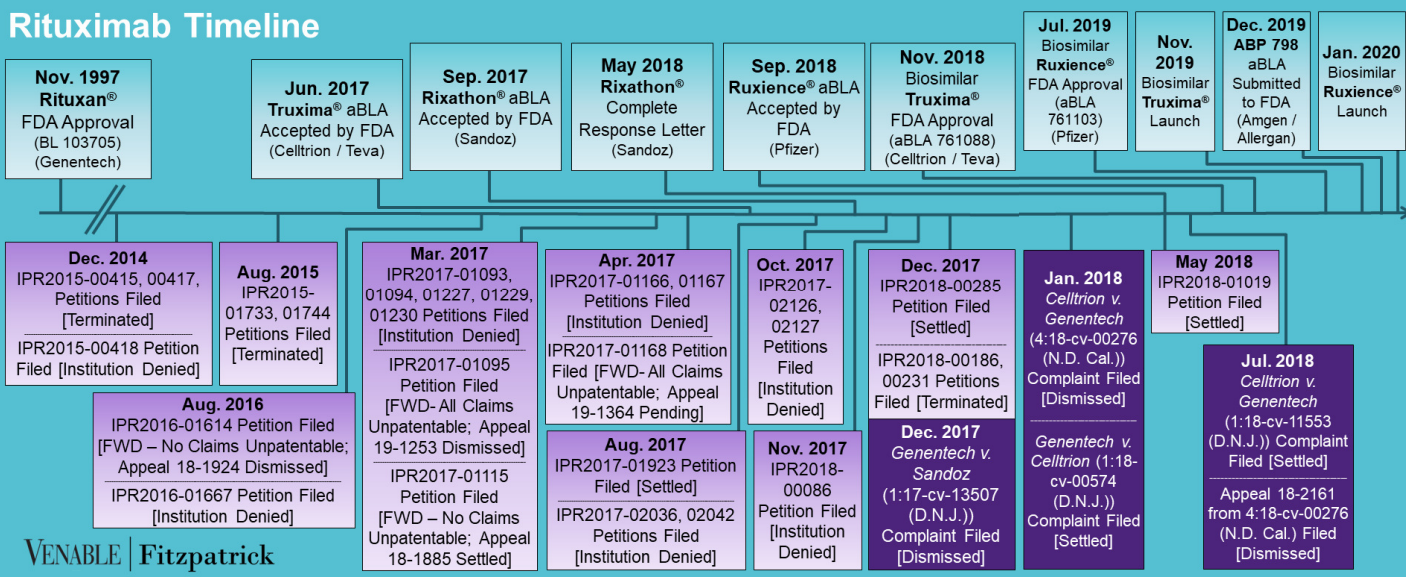 Rituximab Timeline
Nov. 1997
Rituxan®
FDA Approval
(BL 103705)
(Genentech)
Jun. 2017
Truxima® aBLA
Accepted by FDA
(Celltrion / Teva)
Sep. 2017
Rixathon® aBLA
Accepted by FDA
(Sandoz)
May 2018
Rixathon®
Complete
Response Letter
(Sandoz)
Sep. 2018
Ruxience® aBLA
Accepted by
FDA
(Pfizer)
Nov. 2018
Biosimilar
Truxima®
FDA Approval
(aBLA 761088)
(Celltrion / Teva)
Jul. 2019
Biosimilar
Ruxience®
FDA Approval
(aBLA
761103)
(Pfizer)
Nov.
2019
Biosimilar
Truxima®
Launch
Dec. 2019
ABP 798
aBLA
Submitted
to FDA
(Amgen /
Allergan)
Jan. 2020
Biosimilar
Ruxience®
Launch
Dec. 2014
IPR2015-00415, 00417,
Petitions Filed
[Terminated]
IPR2015-00418 Petition
Filed [Institution Denied]
Aug. 2015
IPR2015-
01733, 01744
Petitions Filed
[Terminated]
Aug. 2016
IPR2016-01614 Petition Filed
[FWD – No Claims Unpatentable;
Appeal 18-1924 Dismissed]
IPR2016-01667 Petition Filed
[Institution Denied]
Mar. 2017
IPR2017-01093,
01094, 01227, 01229,
01230 Petitions Filed
[Institution Denied]
IPR2017-01095
Petition Filed
[FWD- All Claims
Unpatentable; Appeal
19-1253 Dismissed]
IPR2017-01115
Petition Filed
[FWD – No Claims
Unpatentable; Appeal
18-1885 Settled]
Apr. 2017
IPR2017-01166, 01167
Petitions Filed
[Institution Denied]
IPR2017-01168 Petition
Filed [FWD- All Claims
Unpatentable; Appeal
19-1364 Pending]
Aug. 2017
IPR2017-01923 Petition
Filed [Settled]
IPR2017-02036, 02042
Petitions Filed
[Institution Denied]
Oct. 2017
IPR2017-
02126,
02127
Petitions
Filed
[Institution
Denied]
Nov. 2017
IPR2018-
00086
Petition Filed
[Institution
Denied]
Dec. 2017
IPR2018-00285
Petition Filed
[Settled]
IPR2018-00186,
00231 Petitions
Filed [Terminated]
Dec. 2017
Genentech v.
Sandoz
(1:17-cv-13507
(D.N.J.))
Complaint Filed
[Dismissed]
Jan. 2018
Celltrion v.
Genentech
(4:18-cv-00276
(N.D. Cal.))
Complaint Filed
[Dismissed]
Genentech v.
Celltrion (1:18-
cv-00574
(D.N.J.))
Complaint Filed
[Settled]
May 2018
IPR2018-01019
Petition Filed
[Settled]
Jul. 2018
Celltrion v.
Genentech
(1:18-cv-11553
(D.N.J.)) Complaint
Filed [Settled]
Appeal 18-2161
from 4:18-cv-00276
(N.D. Cal.) Filed
[Dismissed]
VENABLE | Fitzpatrick